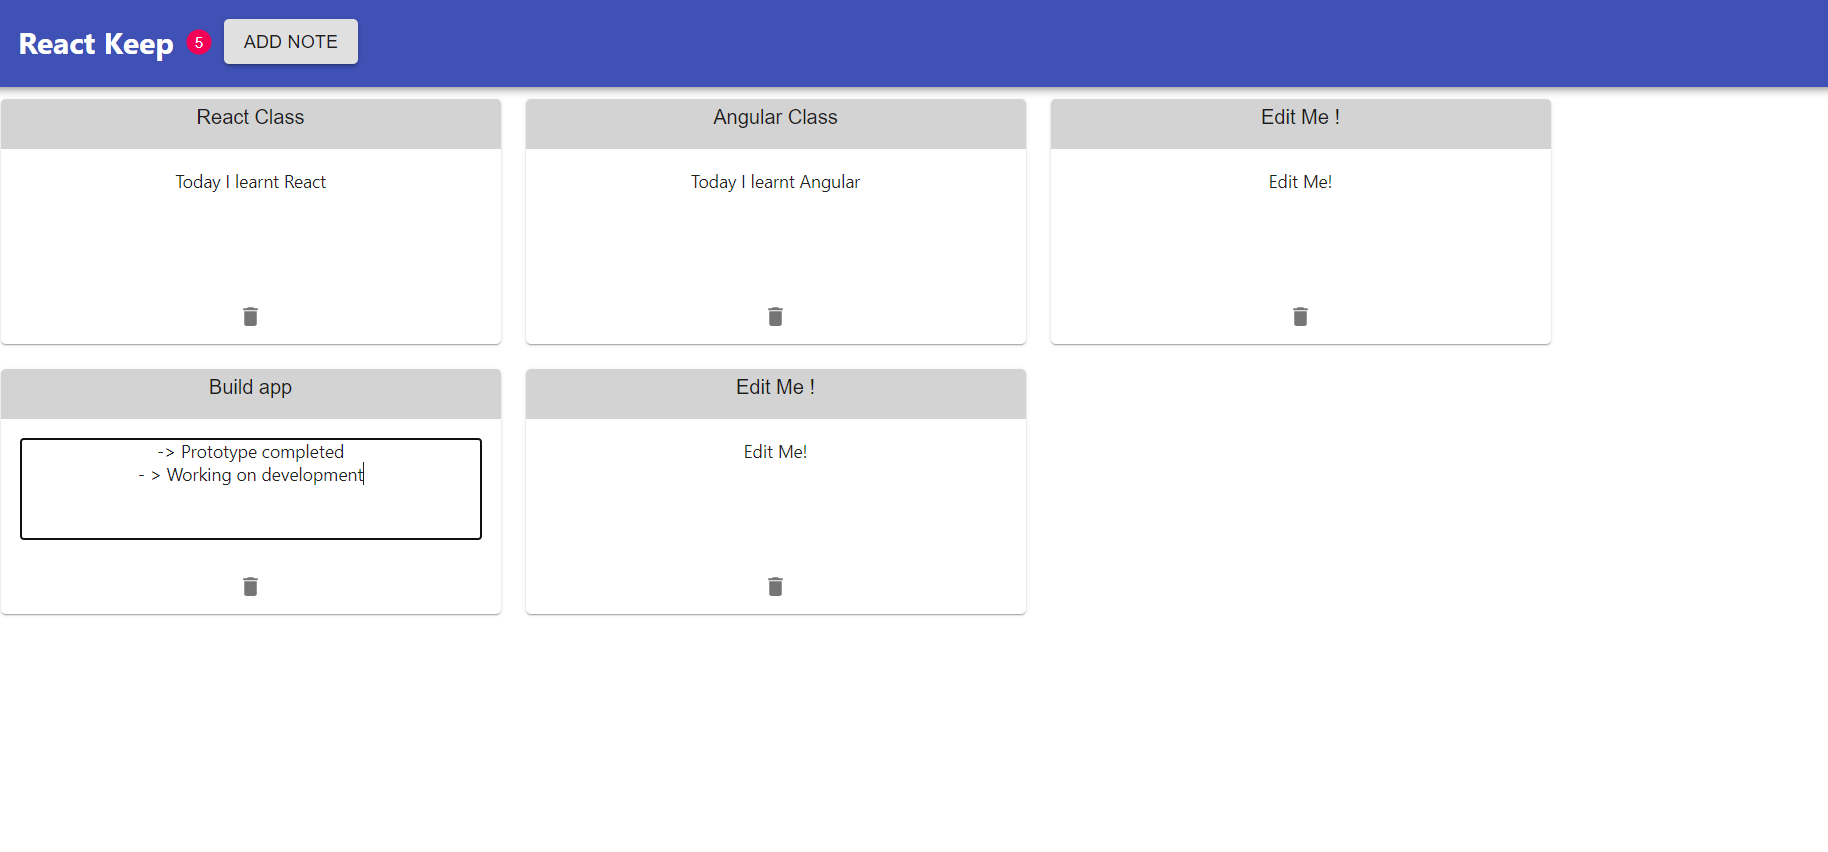 React Keep 5 ADD NOTE
React Class
Today I learnt React
Angular Class
Today I learnt Angular
Edit Me !
Edit Me!
Build app
-> Prototype completed
- > Working on development
Edit Me !
Edit Me!